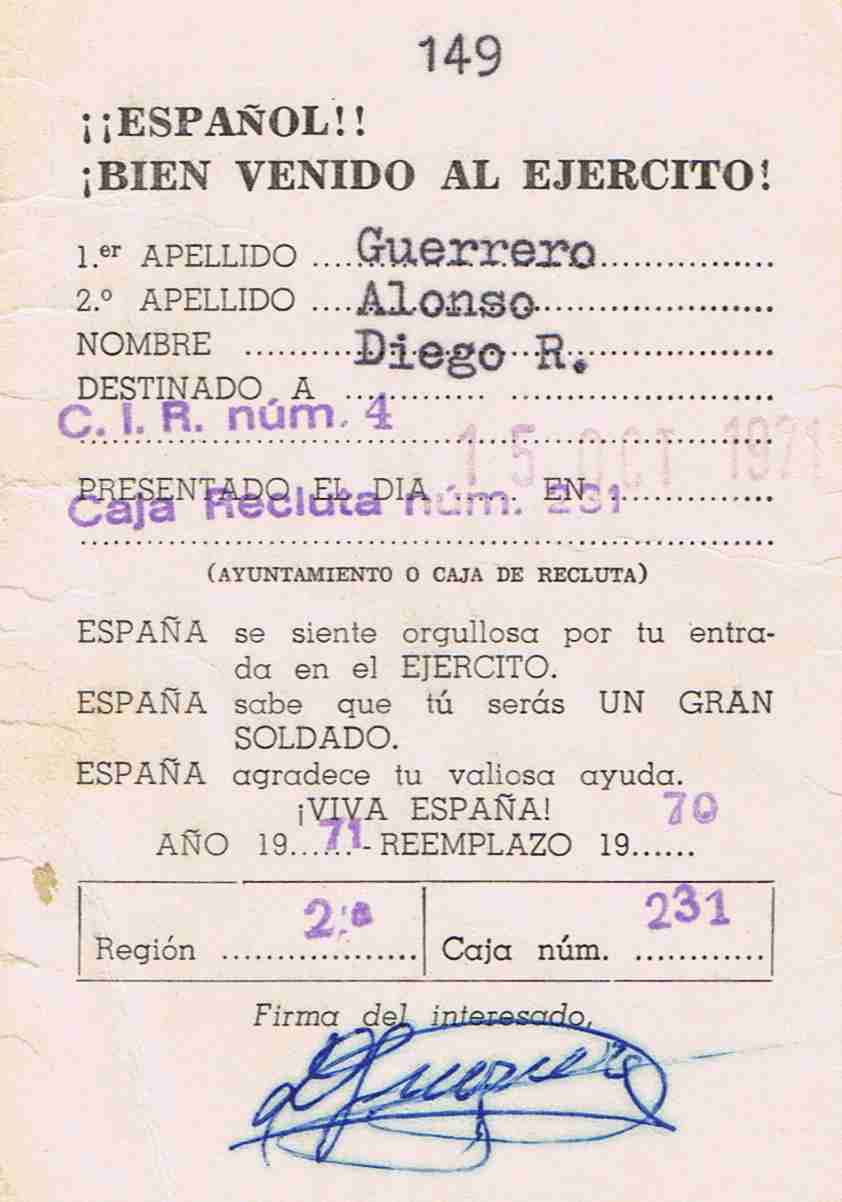 149
¡¡ESPAÑOL!!
¡BIEN VENIDO AL EJERCITO!
1.er APELLIDO ....Guerrero................
2.º APELLIDO ....Alonso......................
NOMBRE ..........Diego R...................
DESTINADO A ............. .........................
C. I. R. núm. 4
15 OCT 1971
PRESENTADO EL DIA ....... EN ...............
Caja Recluta núm. 231
(AYUNTAMIENTO O CAJA DE RECLUTA)
ESPAÑA se siente orgullosa por tu entra-
da en el EJERCITO.
ESPAÑA sabe que tú serás UN GRAN
SOLDADO.
ESPAÑA agradece tu valiosa ayuda.
¡VIVA ESPAÑA!
AÑO 19...71.- REEMPLAZO 19...70
Región ......2.ª...... Caja núm. ....231....
Firma del interesado,
D Guerrero